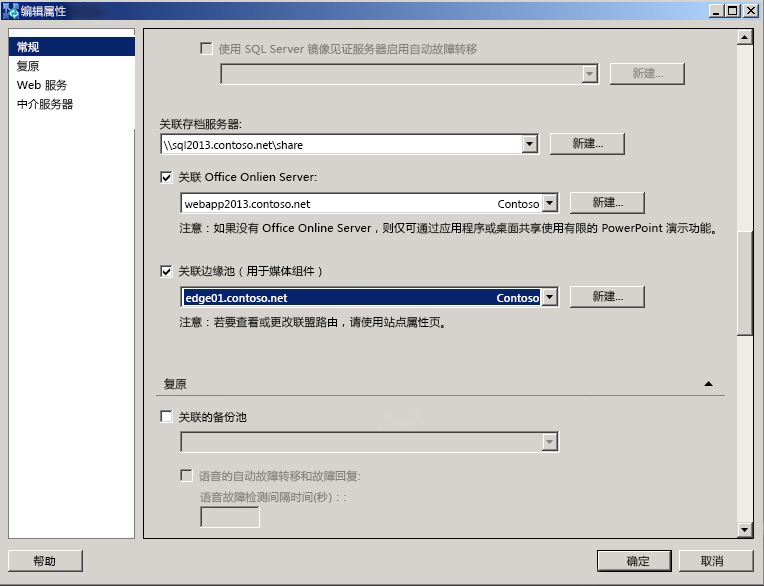 编辑属性
常规
复原
Web 服务
中介服务器
使用 SQL Server 镜像见证服务器启用自动故障转移
新建...
关联存档服务器:
\\sql2013.contoso.net\share
新建...
关联 Office Onlien Server:
webapp2013.contoso.net Contoso
新建...
注意：如果没有 Office Online Server，则仅可通过应用程序或桌面共享使用有限的 PowerPoint 演示功能。
关联边缘池（用于媒体组件）
edge01.contoso.net Contoso
新建...
注意：若要查看或更改联盟路由，请使用站点属性页。
复原
关联的备份池
语音的自动故障转移和故障回复:
语音故障检测间隔时间(秒)：:
帮助
确定
取消